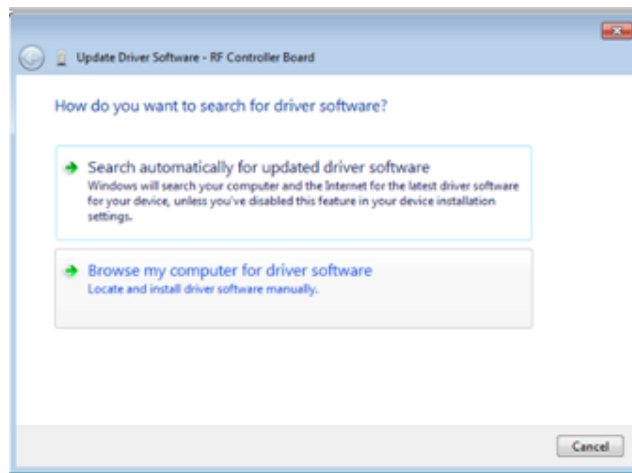 Update Driver Software - RF Controller Board
How do you want to search for driver software?
Search automatically for updated driver software
Windows will search your computer and the Internet for the latest driver software
for your device, unless you've disabled this feature in your device installation
settings.
Browse my computer for driver software
Locate and install driver software manually.
Cancel